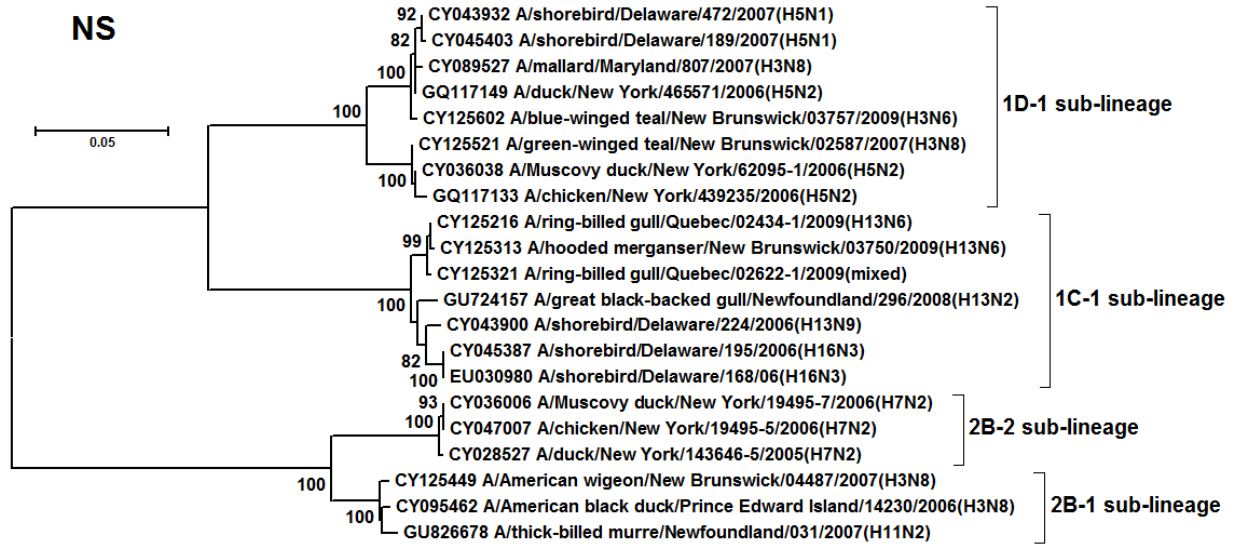 NS
0.05
92
CY043932 A/shorebird/Delaware/472/2007(H5N1)
82
CY045403 A/shorebird/Delaware/189/2007(H5N1)
100
CY089527 A/mallard/Maryland/807/2007(H3N8)
GQ117149 A/duck/New York/465571/2006(H5N2)
100
CY125602 A/blue-winged teal/New Brunswick/03757/2009(H3N6)
CY125521 A/green-winged teal/New Brunswick/02587/2007(H3N8)
100
CY036038 A/Muscovy duck/New York/62095-1/2006(H5N2)
GQ117133 A/chicken/New York/439235/2006(H5N2)
1D-1 sub-lineage
CY125216 A/ring-billed gull/Quebec/02434-1/2009(H13N6)
99
CY125313 A/hooded merganser/New Brunswick/03750/2009(H13N6)
CY125321 A/ring-billed gull/Quebec/02622-1/2009(mixed)
100
GU724157 A/great black-backed gull/Newfoundland/296/2008(H13N2)
CY043900 A/shorebird/Delaware/224/2006(H13N9)
82
CY045387 A/shorebird/Delaware/195/2006(H16N3)
100
EU030980 A/shorebird/Delaware/168/06(H16N3)
1C-1 sub-lineage
93
CY036006 A/Muscovy duck/New York/19495-7/2006(H7N2)
100
CY047007 A/chicken/New York/19495-5/2006(H7N2)
CY028527 A/duck/New York/143646-5/2005(H7N2)
2B-2 sub-lineage
100
CY125449 A/American wigeon/New Brunswick/04487/2007(H3N8)
CY095462 A/American black duck/Prince Edward Island/14230/2006(H3N8)
100
GU826678 A/thick-billed murre/Newfoundland/031/2007(H11N2)
2B-1 sub-lineage